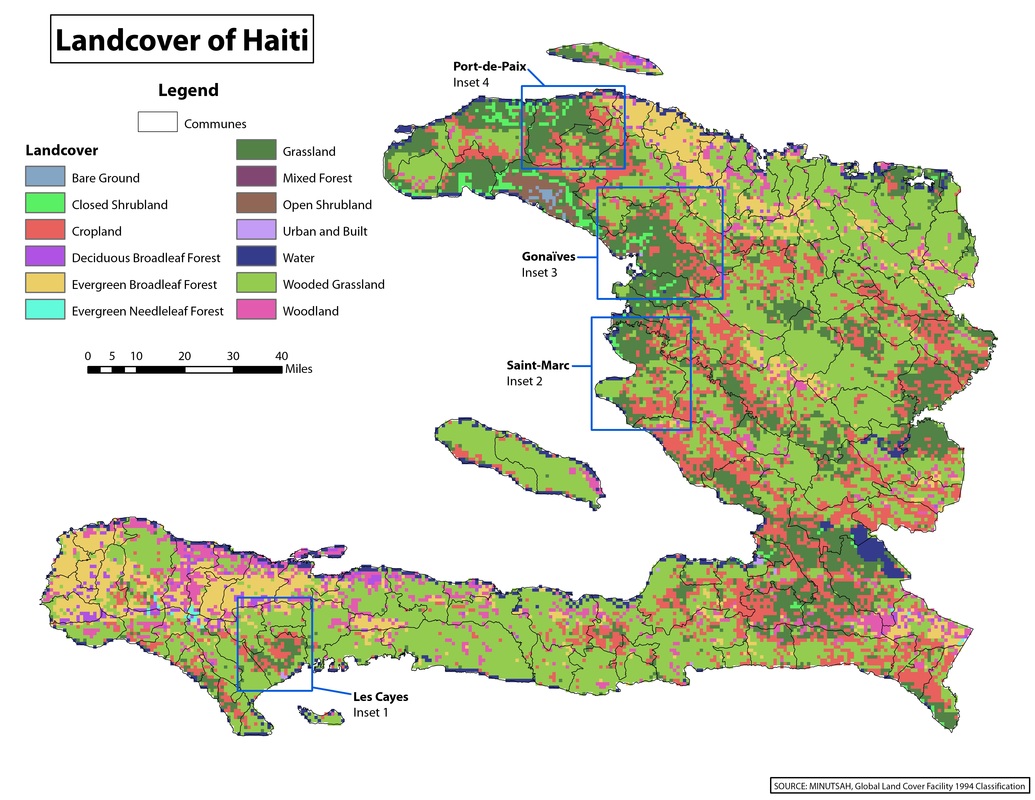 Landcover of Haiti
Legend
Communes
Landcover
Bare Ground
Closed Shrubland
Cropland
Deciduous Broadleaf Forest
Evergreen Broadleaf Forest
Evergreen Needleleaf Forest
Grassland
Mixed Forest
Open Shrubland
Urban and Built
Water
Wooded Grassland
Woodland
0 5 10 20 30 40
Miles
Port-de-Paix
Inset 4
Gonaïves
Inset 3
Saint-Marc
Inset 2
Les Cayes
Inset 1
SOURCE: MINUTSAH, Global Land Cover Facility 1994 Classification